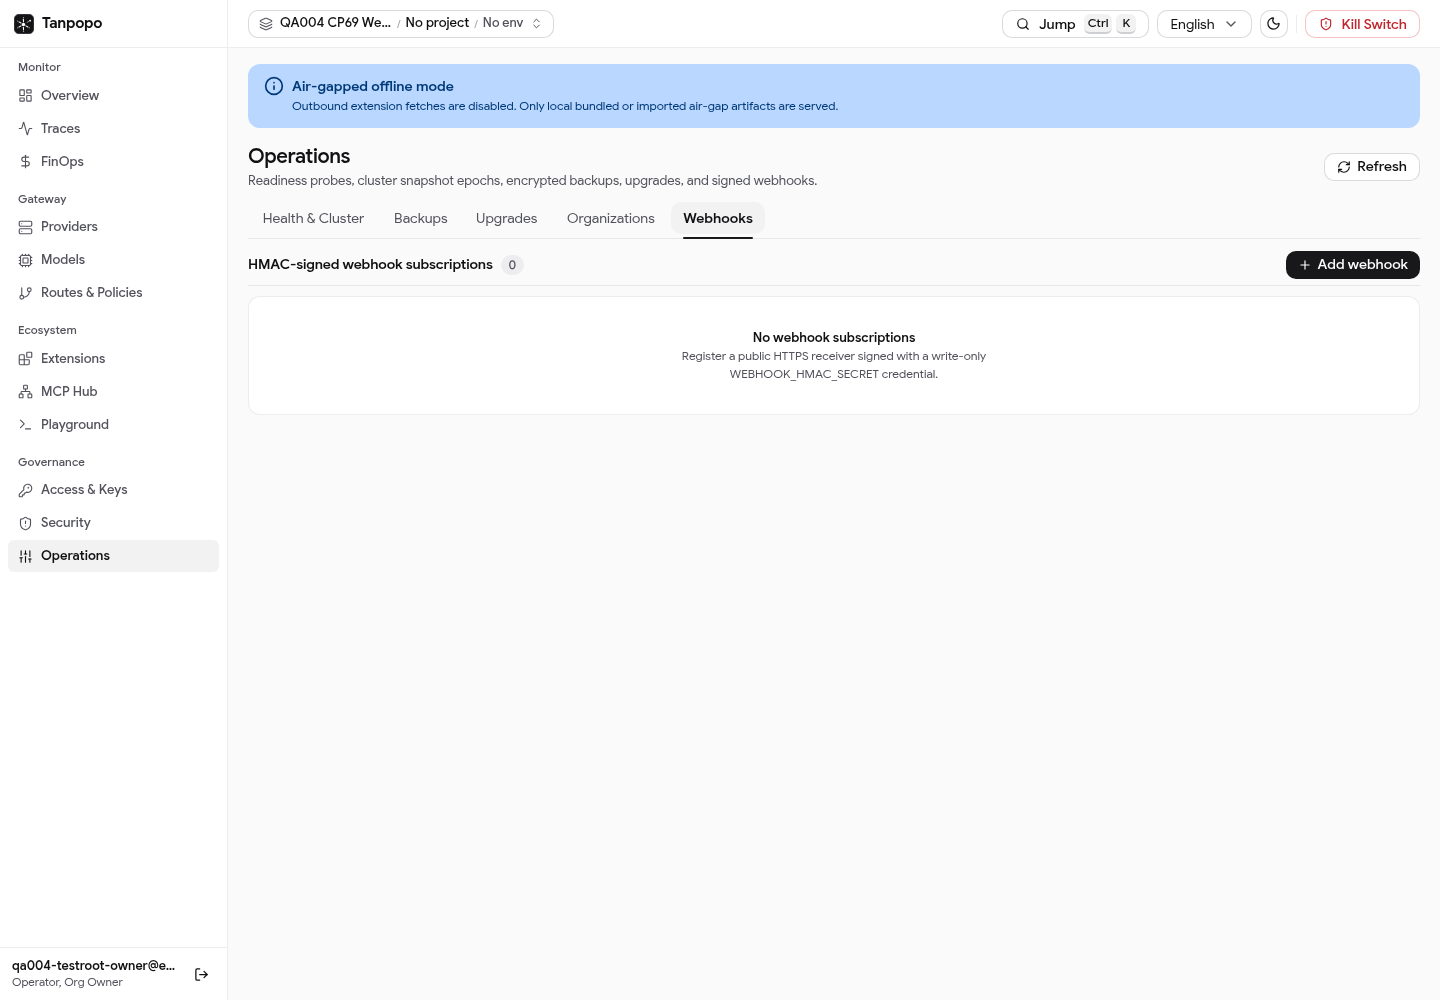 Tanpopo
QA004 CP69 We... / No project / No env
Jump Ctrl K
English
Kill Switch
Monitor
Overview
Traces
FinOps
Gateway
Providers
Models
Routes & Policies
Ecosystem
Extensions
MCP Hub
Playground
Governance
Access & Keys
Security
Operations
qa004-testroot-owner@e...
Operator, Org Owner
Air-gapped offline mode
Outbound extension fetches are disabled. Only local bundled or imported air-gap artifacts are served.
Operations
Readiness probes, cluster snapshot epochs, encrypted backups, upgrades, and signed webhooks.
Refresh
Health & Cluster Backups Upgrades Organizations Webhooks
HMAC-signed webhook subscriptions 0
Add webhook
No webhook subscriptions
Register a public HTTPS receiver signed with a write-only
WEBHOOK_HMAC_SECRET credential.